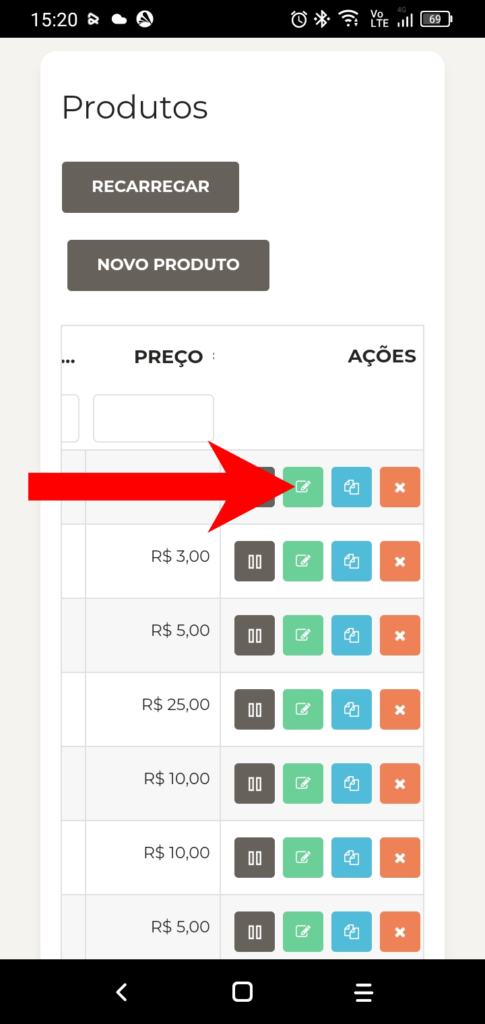 15:20
Vo LTE 4G 69
Produtos
RECARREGAR
NOVO PRODUTO
... PREÇO AÇÕES
R$ 3,00
R$ 5,00
R$ 25,00
R$ 10,00
R$ 10,00
R$ 5,00